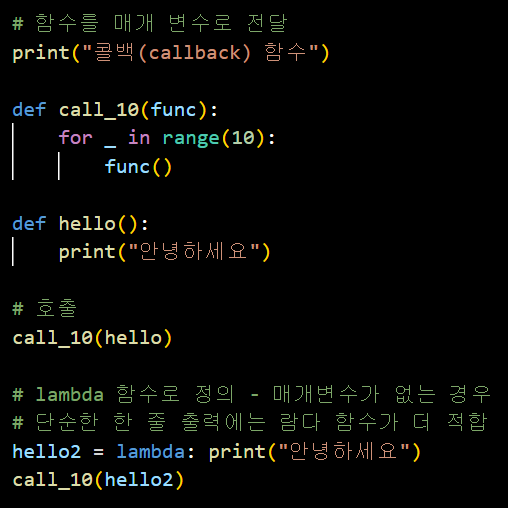 # 함수를 매개 변수로 전달
print("콜백(callback) 함수")

def call_10(func):
    for _ in range(10):
        func()

def hello():
    print("안녕하세요")

# 호출
call_10(hello)

# lambda 함수로 정의 - 매개변수가 없는 경우
# 단순한 한 줄 출력에는 람다 함수가 더 적합
hello2 = lambda: print("안녕하세요")
call_10(hello2)